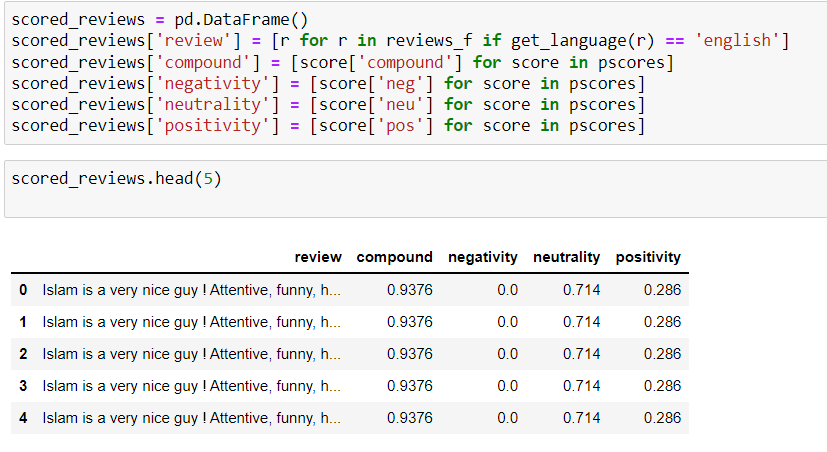 scored_reviews = pd.DataFrame()
scored_reviews['review'] = [r for r in reviews_f if get_language(r) == 'english']
scored_reviews['compound'] = [score['compound'] for score in pscores]
scored_reviews['negativity'] = [score['neg'] for score in pscores]
scored_reviews['neutrality'] = [score['neu'] for score in pscores]
scored_reviews['positivity'] = [score['pos'] for score in pscores]
scored_reviews.head(5)
review compound negativity neutrality positivity
0 Islam is a very nice guy ! Attentive, funny, h... 0.9376 0.0 0.714 0.286
1 Islam is a very nice guy ! Attentive, funny, h... 0.9376 0.0 0.714 0.286
2 Islam is a very nice guy ! Attentive, funny, h... 0.9376 0.0 0.714 0.286
3 Islam is a very nice guy ! Attentive, funny, h... 0.9376 0.0 0.714 0.286
4 Islam is a very nice guy ! Attentive, funny, h... 0.9376 0.0 0.714 0.286